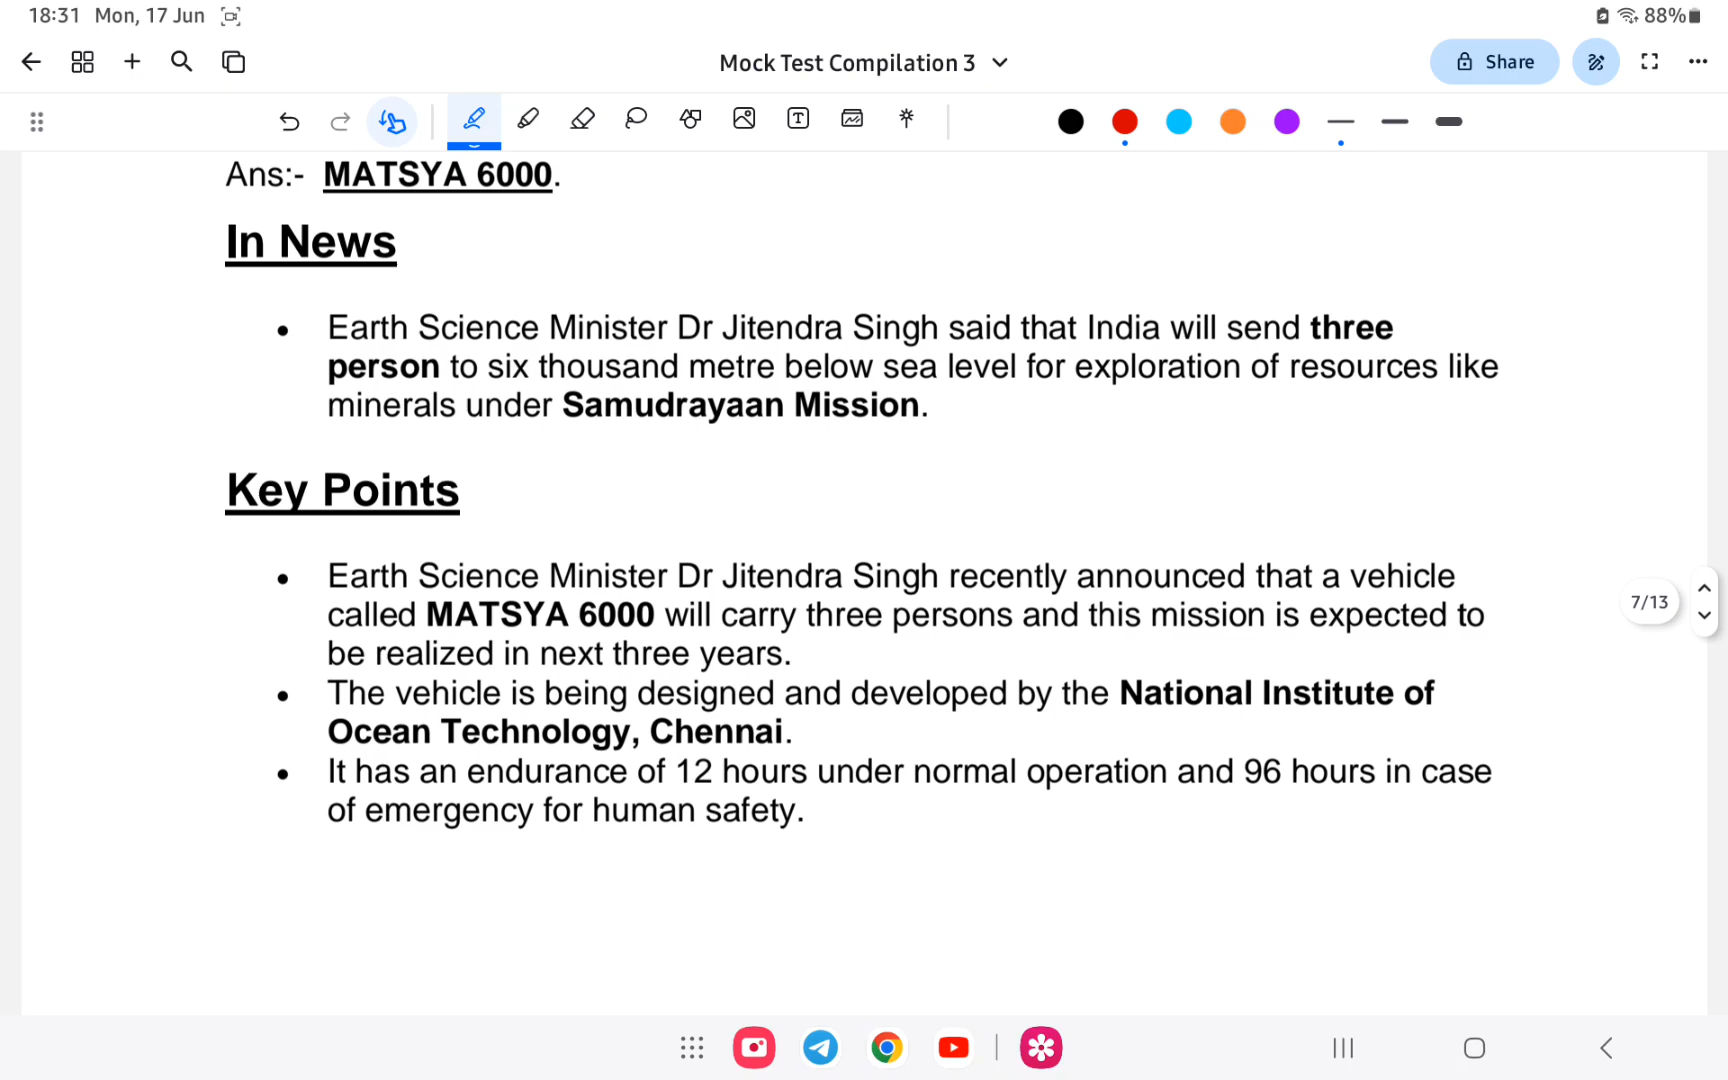 18:31 Mon, 17 Jun
88%
Mock Test Compilation 3
Share
Ans:- MATSYA 6000.
In News
• Earth Science Minister Dr Jitendra Singh said that India will send three
person to six thousand metre below sea level for exploration of resources like
minerals under Samudrayaan Mission.
Key Points
• Earth Science Minister Dr Jitendra Singh recently announced that a vehicle
called MATSYA 6000 will carry three persons and this mission is expected to
be realized in next three years.
7/13
• The vehicle is being designed and developed by the National Institute of
Ocean Technology, Chennai.
• It has an endurance of 12 hours under normal operation and 96 hours in case
of emergency for human safety.